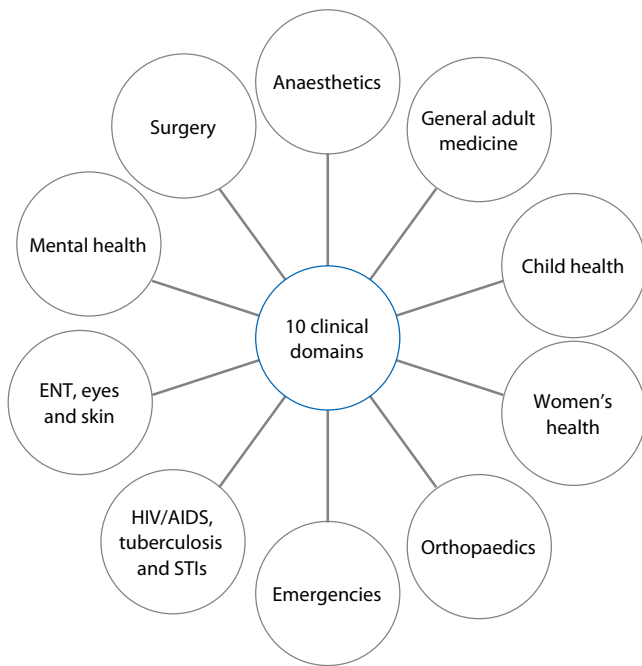 Anaesthetics
General adult
medicine
Child health
Women’s
health
Orthopaedics
Emergencies
HIV/AIDS,
tuberculosis
and STIs
ENT, eyes
and skin
Mental health
Surgery
10 clinical
domains